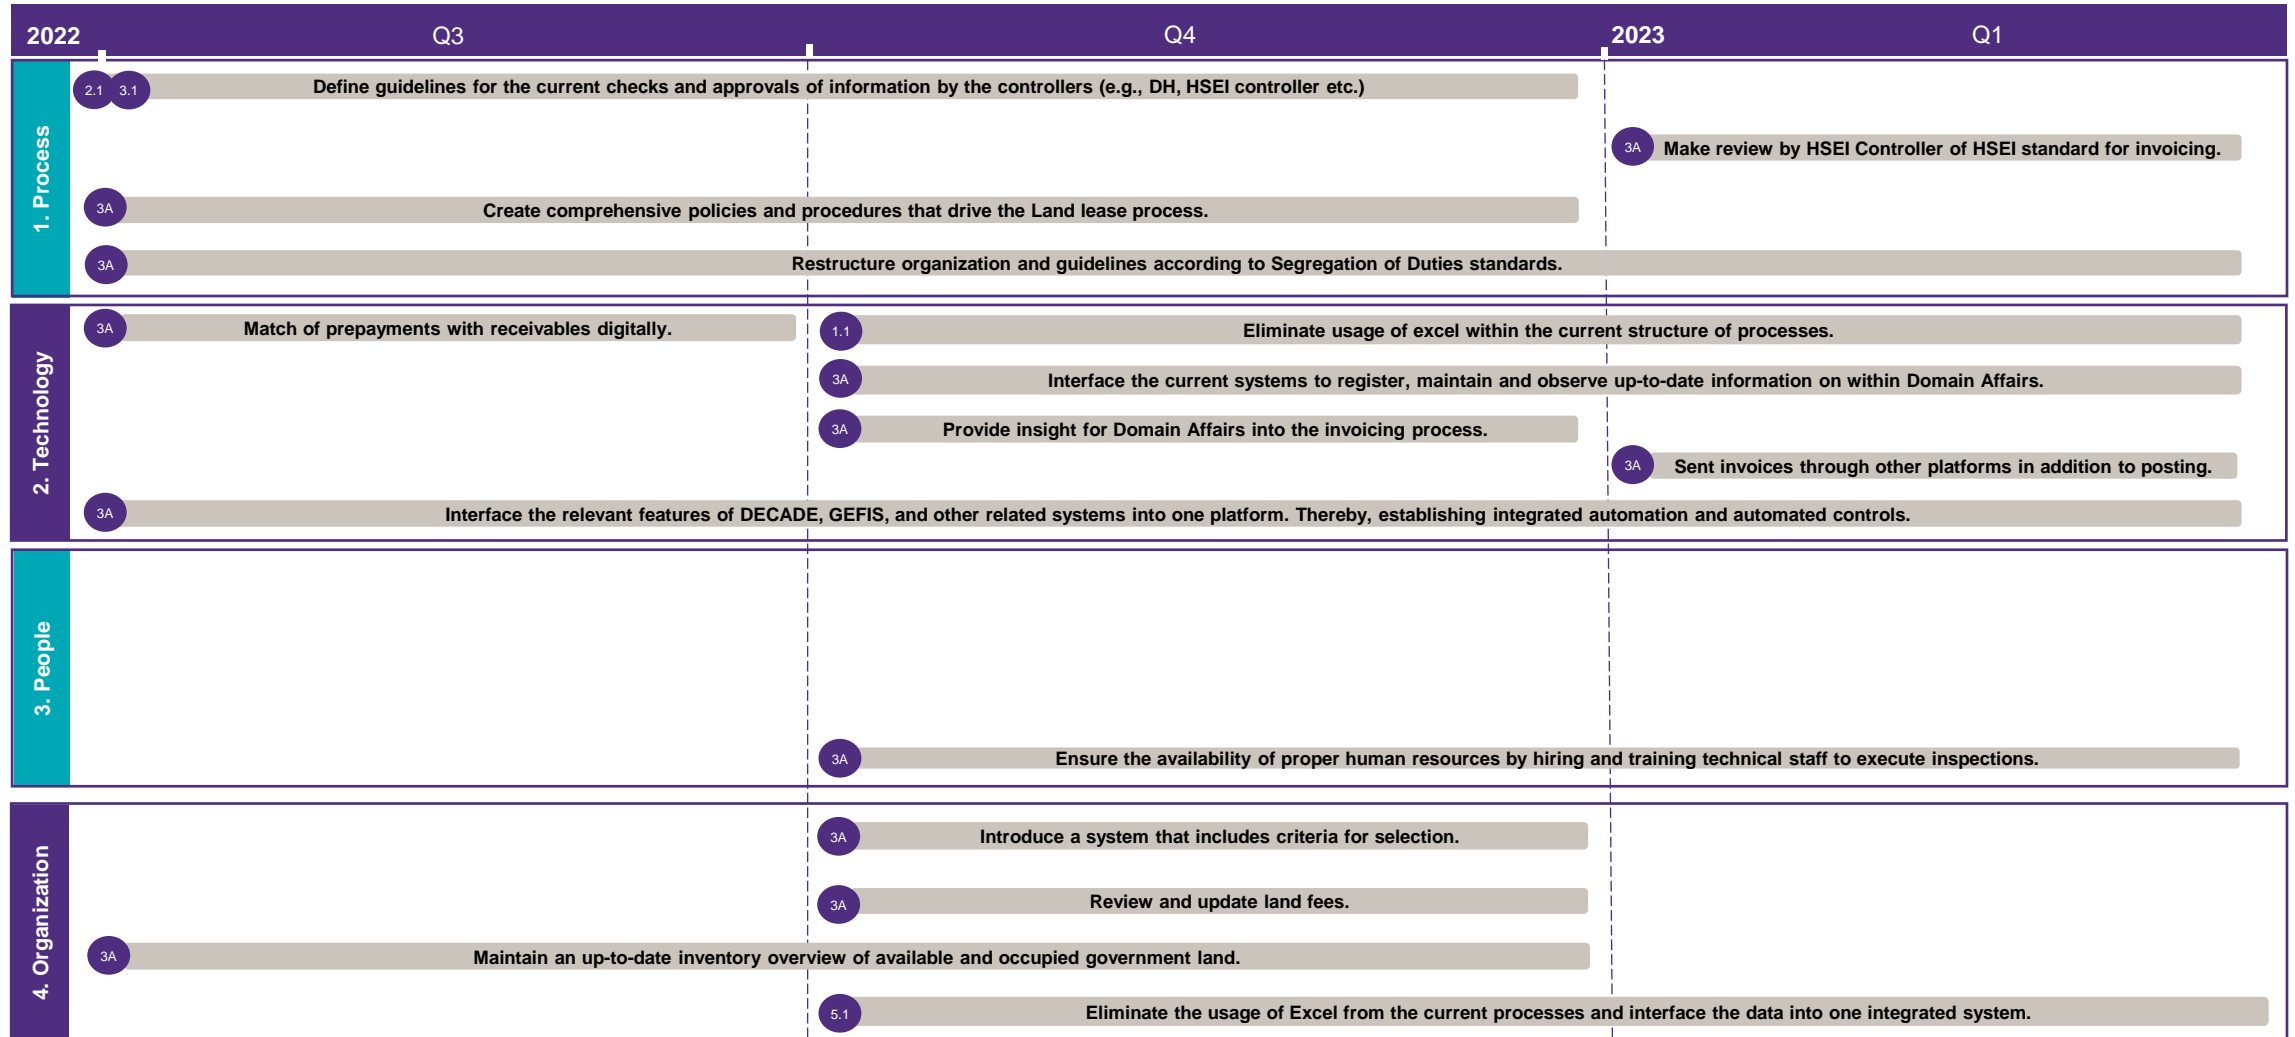 2022 Q3 Q4 2023 Q1
1. Process
2.1 3.1 Define guidelines for the current checks and approvals of information by the controllers (e.g., DH, HSEI controller etc.)
3A Make review by HSEI Controller of HSEI standard for invoicing.
3A Create comprehensive policies and procedures that drive the Land lease process.
3A Restructure organization and guidelines according to Segregation of Duties standards.
2. Technology
3A Match of prepayments with receivables digitally.
1.1 Eliminate usage of excel within the current structure of processes.
3A Interface the current systems to register, maintain and observe up-to-date information on within Domain Affairs.
3A Provide insight for Domain Affairs into the invoicing process.
3A Sent invoices through other platforms in addition to posting.
3A Interface the relevant features of DECADE, GEFIS, and other related systems into one platform. Thereby, establishing integrated automation and automated controls.
3. People
3A Ensure the availability of proper human resources by hiring and training technical staff to execute inspections.
4. Organization
3A Introduce a system that includes criteria for selection.
3A Review and update land fees.
3A Maintain an up-to-date inventory overview of available and occupied government land.
5.1 Eliminate the usage of Excel from the current processes and interface the data into one integrated system.